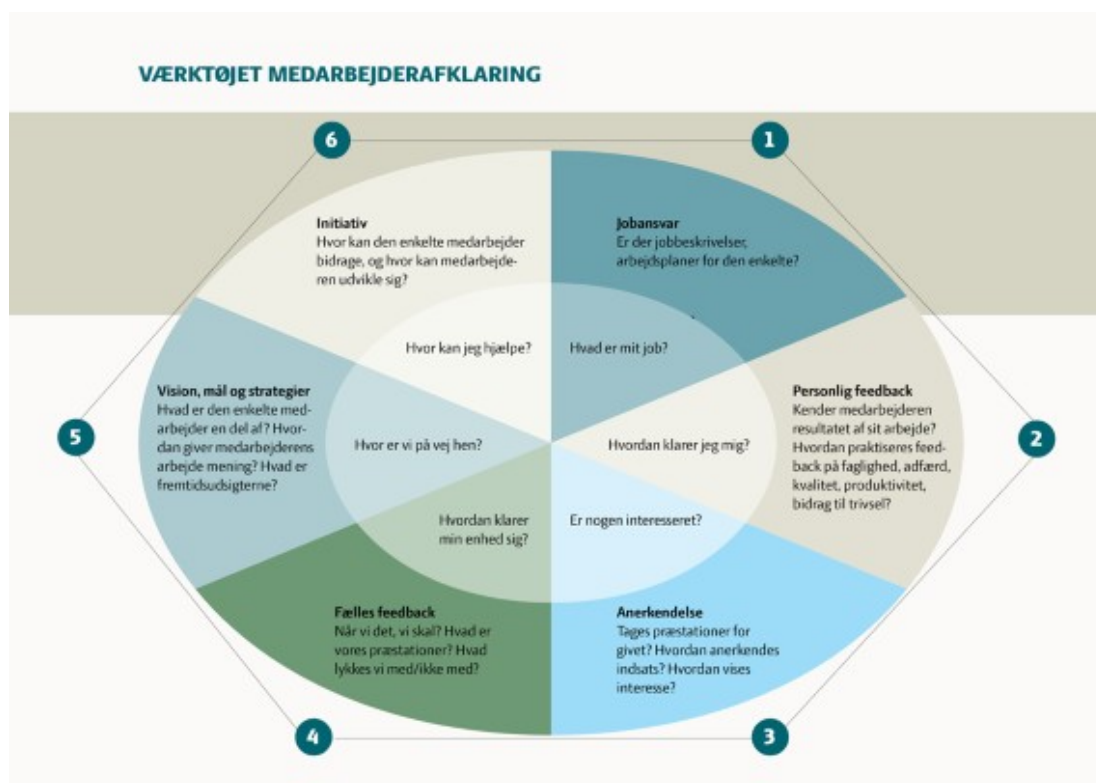 VÆRKTØJET MEDARBEJDERAFKLARING
6
1
Initiativ
Hvor kan den enkelte medarbejder
bidrage, og hvor kan medarbejde-
ren udvikle sig?
Jobansvar
Er der jobbeskrivelser,
arbejdsplaner for den enkelte?
Hvor kan jeg hjælpe?
Hvad er mit job?
Vision, mål og strategier
Hvad er den enkelte med-
arbejder en del af? Hvor-
dan giver medarbejderens
arbejde mening? Hvad er
fremtidsudsigterne?
Personlig feedback
Kender medarbejderen
resultatet af sit arbejde?
Hvordan praktiseres feed-
back på faglighed, adfærd,
kvalitet, produktivitet,
bidrag til trivsel?
5
Hvor er vi på vej hen?
Hvordan klarer jeg mig?
2
Hvordan klarer
min enhed sig?
Er nogen interesseret?
Fælles feedback
Når vi det, vi skal? Hvad er
vores præstationer? Hvad
lykkes vi med/ikke med?
Anerkendelse
Tages præstationer for
givet? Hvordan anerkendes
indsats? Hvordan vises
interesse?
4
3